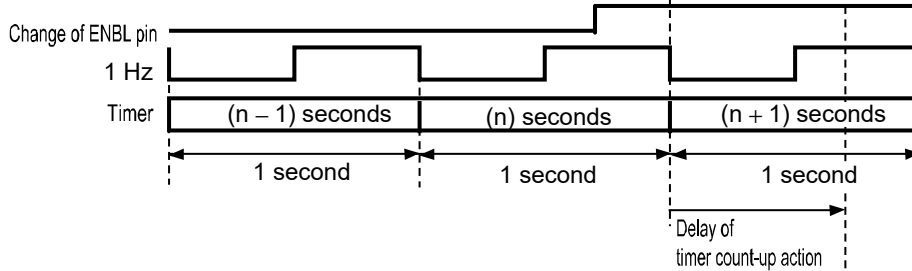 Change of ENBL pin
1 Hz
Timer
(n − 1) seconds
(n) seconds
(n + 1) seconds
1 second
1 second
1 second
Delay of
timer count-up action